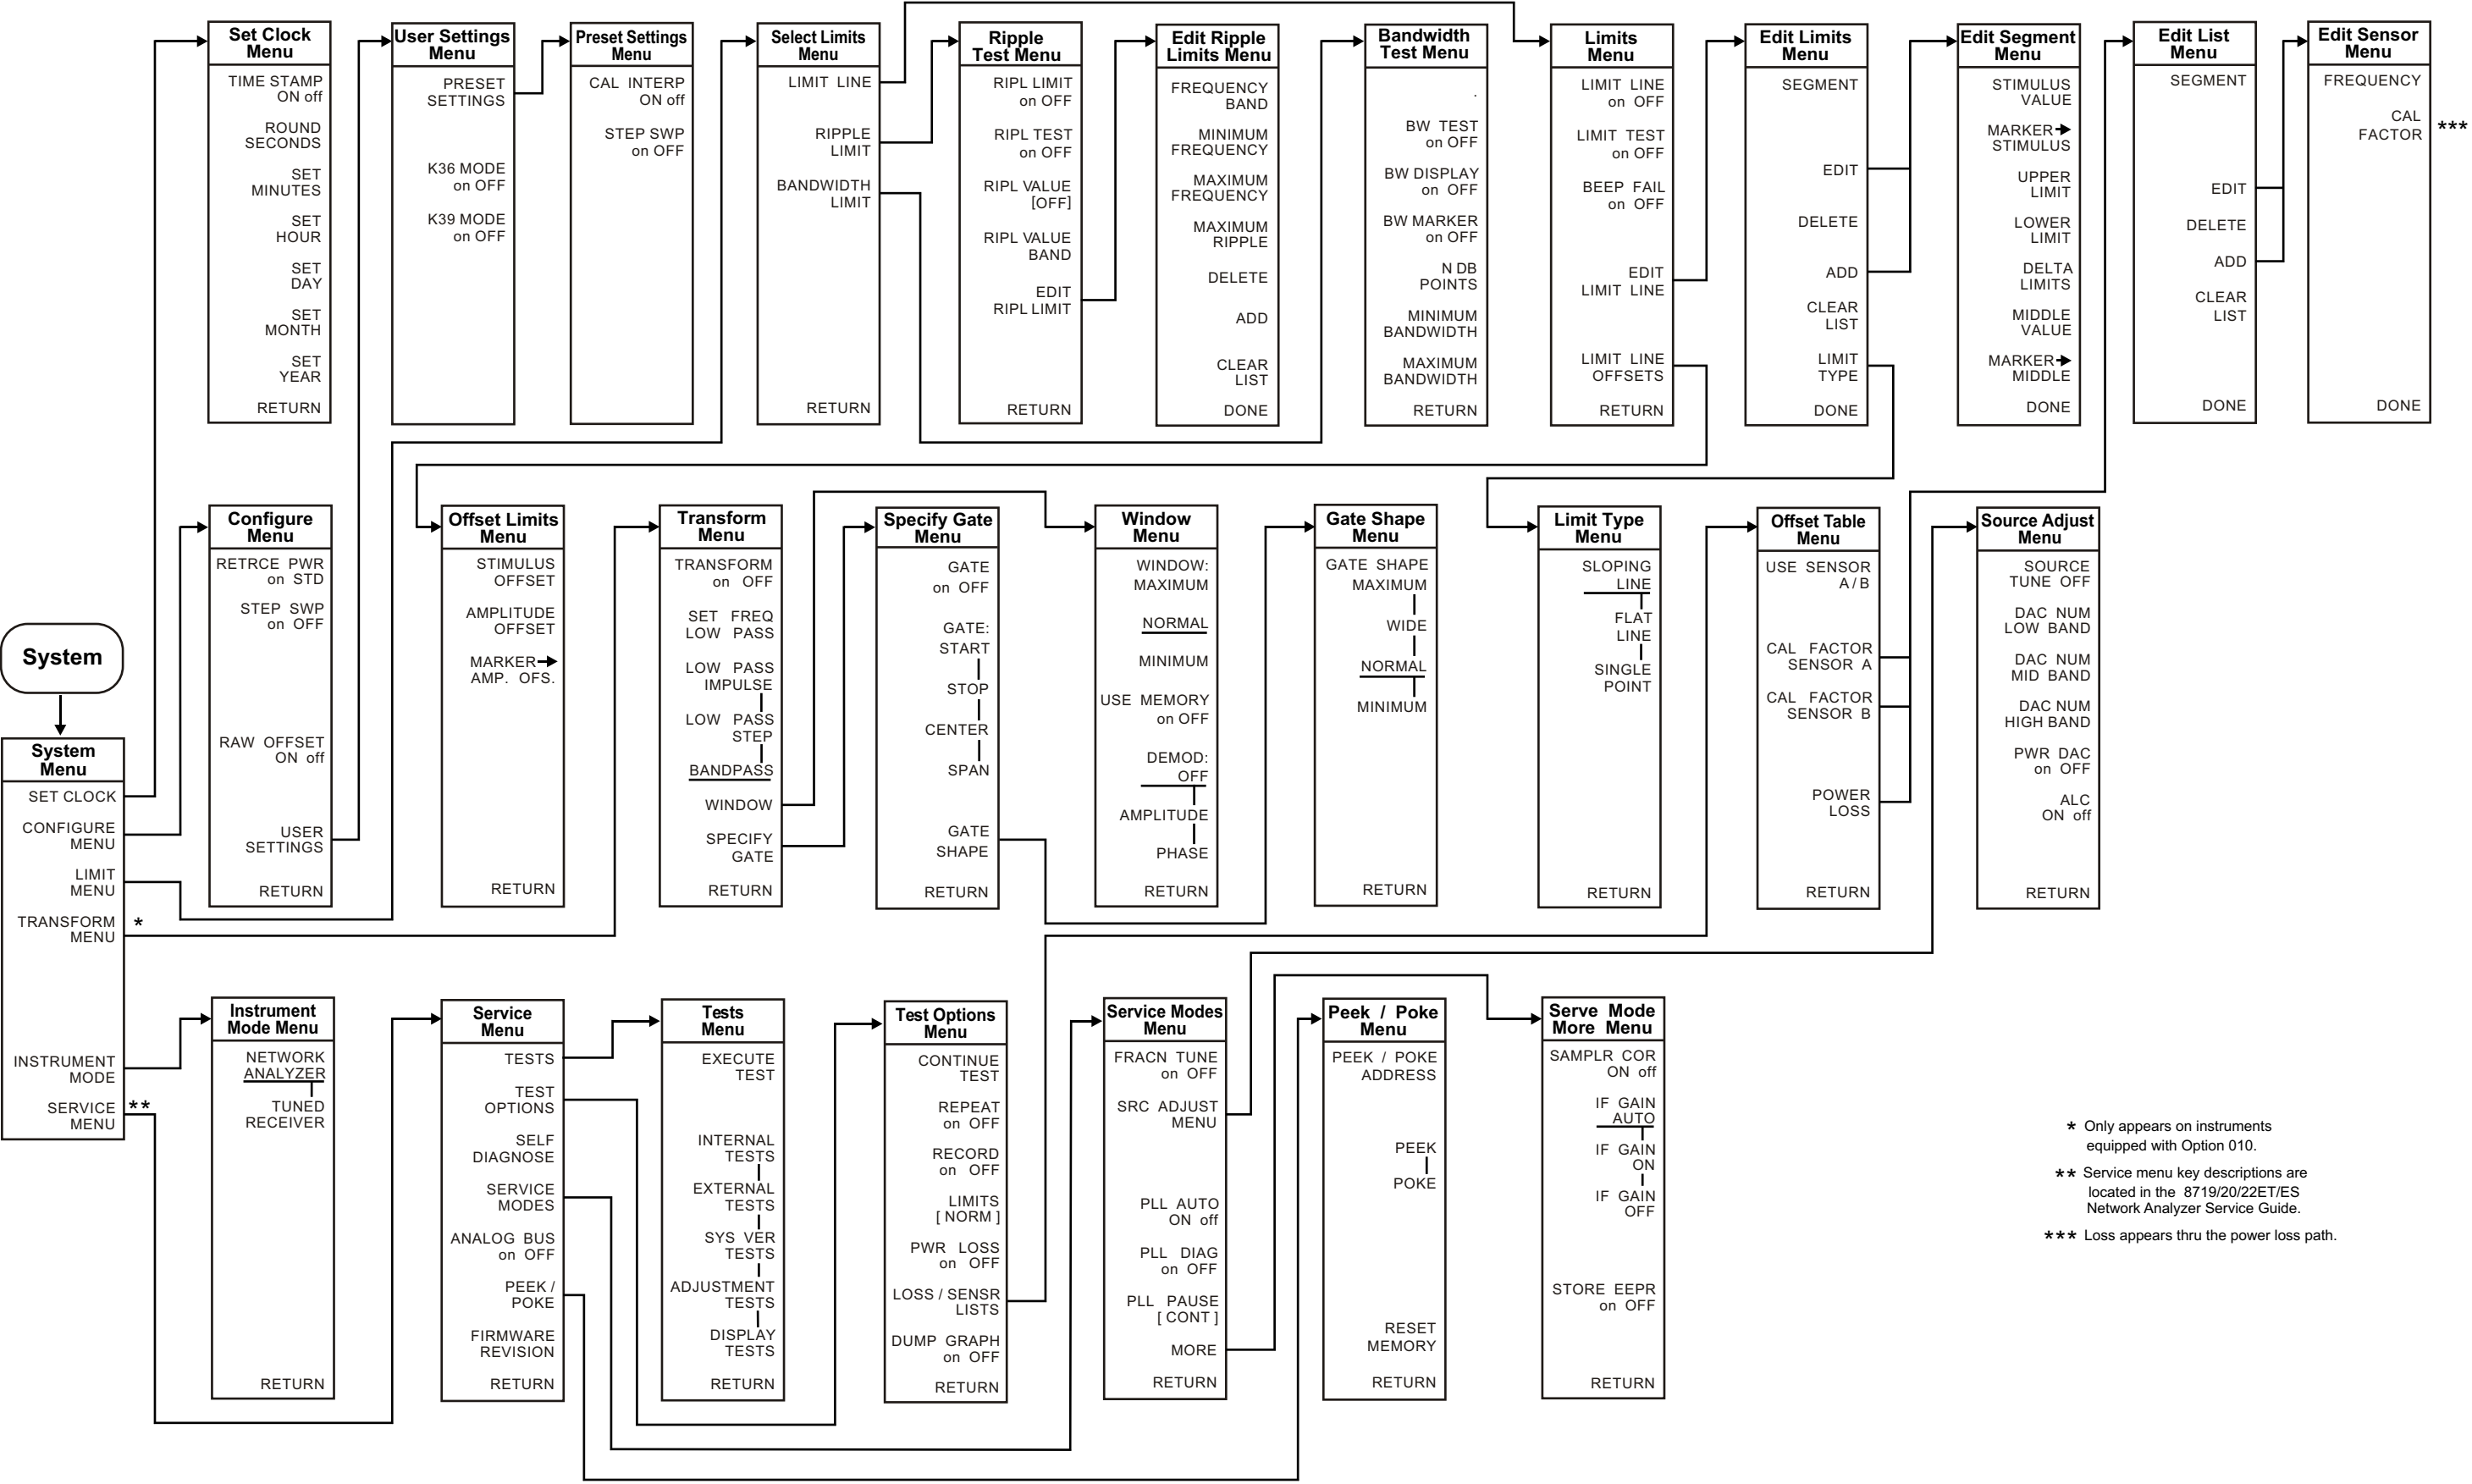 Set Clock
Menu
TIME STAMP
ON off
ROUND
SECONDS
SET
MINUTES
SET
HOUR
SET
DAY
SET
MONTH
SET
YEAR
RETURN
User Settings
Menu
PRESET
SETTINGS
K36 MODE
on OFF
K39 MODE
on OFF
Preset Settings
Menu
CAL INTERP
ON off
STEP SWP
on OFF
Select Limits
Menu
LIMIT LINE
RIPPLE
LIMIT
BANDWIDTH
LIMIT
RETURN
Ripple
Test Menu
RIPL LIMIT
on OFF
RIPL TEST
on OFF
RIPL VALUE
[OFF]
RIPL VALUE
BAND
EDIT
RIPL LIMIT
RETURN
Edit Ripple
Limits Menu
FREQUENCY
BAND
MINIMUM
FREQUENCY
MAXIMUM
FREQUENCY
MAXIMUM
RIPPLE
DELETE
ADD
CLEAR
LIST
DONE
Bandwidth
Test Menu
.
BW TEST
on OFF
BW DISPLAY
on OFF
BW MARKER
on OFF
N DB
POINTS
MINIMUM
BANDWIDTH
MAXIMUM
BANDWIDTH
RETURN
Limits
Menu
LIMIT LINE
on OFF
LIMIT TEST
on OFF
BEEP FAIL
on OFF
EDIT
LIMIT LINE
LIMIT LINE
OFFSETS
RETURN
Edit Limits
Menu
SEGMENT
EDIT
DELETE
ADD
CLEAR
LIST
LIMIT
TYPE
DONE
Edit Segment
Menu
STIMULUS
VALUE
MARKER→
STIMULUS
UPPER
LIMIT
LOWER
LIMIT
DELTA
LIMITS
MIDDLE
VALUE
MARKER→
MIDDLE
DONE
Edit List
Menu
SEGMENT
EDIT
DELETE
ADD
CLEAR
LIST
DONE
Edit Sensor
Menu
FREQUENCY
CAL
FACTOR ***
DONE
System
System
Menu
SET CLOCK
CONFIGURE
MENU
LIMIT
MENU
TRANSFORM *
MENU
INSTRUMENT
MODE
SERVICE **
MENU
Configure
Menu
RETRCE PWR
on STD
STEP SWP
on OFF
RAW OFFSET
ON off
USER
SETTINGS
RETURN
Offset Limits
Menu
STIMULUS
OFFSET
AMPLITUDE
OFFSET
MARKER→
AMP. OFS.
RETURN
Transform
Menu
TRANSFORM
on OFF
SET FREQ
LOW PASS
LOW PASS
IMPULSE
LOW PASS
STEP
BANDPASS
WINDOW
SPECIFY
GATE
RETURN
Specify Gate
Menu
GATE
on OFF
GATE:
START
STOP
CENTER
SPAN
GATE
SHAPE
RETURN
Window
Menu
WINDOW:
MAXIMUM
NORMAL
MINIMUM
USE MEMORY
on OFF
DEMOD:
OFF
AMPLITUDE
PHASE
RETURN
Gate Shape
Menu
GATE SHAPE
MAXIMUM
WIDE
NORMAL
MINIMUM
RETURN
Limit Type
Menu
SLOPING
LINE
FLAT
LINE
SINGLE
POINT
RETURN
Offset Table
Menu
USE SENSOR
A / B
CAL FACTOR
SENSOR A
CAL FACTOR
SENSOR B
POWER
LOSS
RETURN
Source Adjust
Menu
SOURCE
TUNE OFF
DAC NUM
LOW BAND
DAC NUM
MID BAND
DAC NUM
HIGH BAND
PWR DAC
on OFF
ALC
ON off
RETURN
Instrument
Mode Menu
NETWORK
ANALYZER
TUNED
RECEIVER
RETURN
Service
Menu
TESTS
TEST
OPTIONS
SELF
DIAGNOSE
SERVICE
MODES
ANALOG BUS
on OFF
PEEK /
POKE
FIRMWARE
REVISION
RETURN
Tests
Menu
EXECUTE
TEST
INTERNAL
TESTS
EXTERNAL
TESTS
SYS VER
TESTS
ADJUSTMENT
TESTS
DISPLAY
TESTS
RETURN
Test Options
Menu
CONTINUE
TEST
REPEAT
on OFF
RECORD
on OFF
LIMITS
[ NORM ]
PWR LOSS
on OFF
LOSS / SENSR
LISTS
DUMP GRAPH
on OFF
RETURN
Service Modes
Menu
FRACN TUNE
on OFF
SRC ADJUST
MENU
PLL AUTO
ON off
PLL DIAG
on OFF
PLL PAUSE
[ CONT ]
MORE
RETURN
Peek / Poke
Menu
PEEK / POKE
ADDRESS
PEEK
POKE
RESET
MEMORY
RETURN
Serve Mode
More Menu
SAMPLR COR
ON off
IF GAIN
AUTO
IF GAIN
ON
IF GAIN
OFF
STORE EEPR
on OFF
RETURN
* Only appears on instruments
equipped with Option 010.
** Service menu key descriptions are
located in the 8719/20/22ET/ES
Network Analyzer Service Guide.
*** Loss appears thru the power loss path.